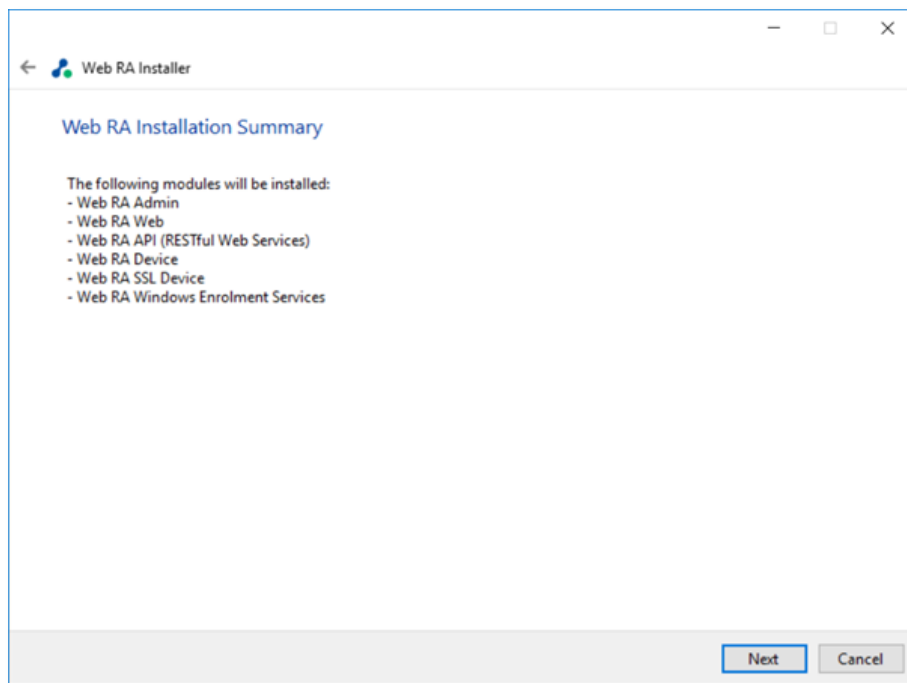 Web RA Installer
Web RA Installation Summary
The following modules will be installed:
- Web RA Admin
- Web RA Web
- Web RA API (RESTful Web Services)
- Web RA Device
- Web RA SSL Device
- Web RA Windows Enrolment Services
Next
Cancel